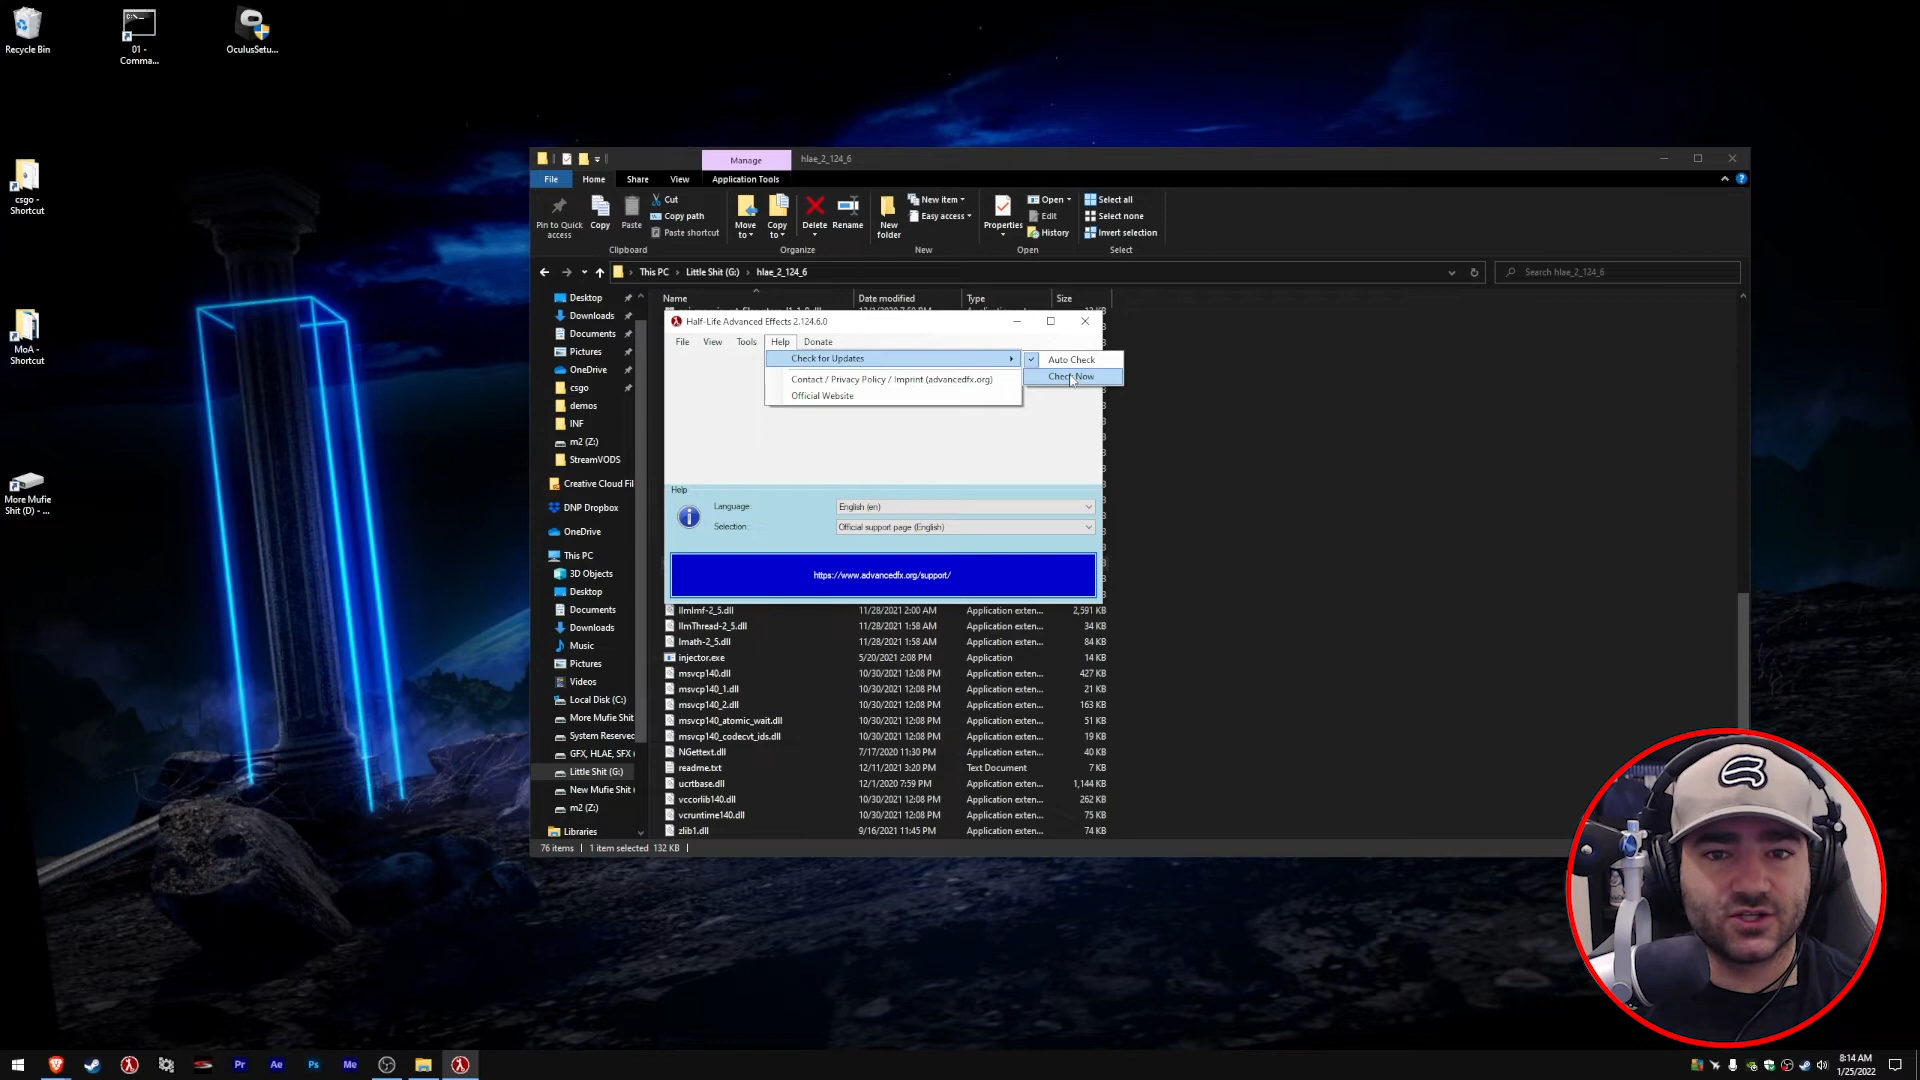 Recycle Bin
01 -
Comma...
OculusSetu...
csgo -
Shortcut
MoA -
Shortcut
More Mufie
Shit (D) - ...
Manage
hlae_2_124_6
File
Home
Share
View
Application Tools
Pin to Quick
access
Copy
Paste
Cut
Copy path
Paste shortcut
Clipboard
Move
to
Copy
to
Delete
Rename
Organize
New
folder
New item
Easy access
New
Properties
Open
Edit
History
Open
Select all
Select none
Invert selection
Select
This PC
Little Shit (G:)
hlae_2_124_6
Search hlae_2_124_6
Desktop
Downloads
Documents
Pictures
OneDrive
csgo
demos
INF
m2 (Z:)
StreamVODS
Creative Cloud Fil
DNP Dropbox
OneDrive
This PC
3D Objects
Desktop
Documents
Downloads
Music
Pictures
Videos
Local Disk (C:)
More Mufie Shit
System Reserved
GFX, HLAE, SFX
Little Shit (G:)
New Mufie Shit (
m2 (Z:)
Libraries
Name Date modified Type Size
Half-Life Advanced Effects 2.124.6.0
File View Tools Help Donate
Check for Updates
Contact / Privacy Policy / Imprint (advancedfx.org)
Official Website
Auto Check
Check Now
Help
Language: English (en)
Selection: Official support page (English)
https://www.advancedfx.org/support/
IlmImf-2_5.dll 11/28/2021 2:00 AM Application exten... 2,591 KB
IlmThread-2_5.dll 11/28/2021 1:58 AM Application exten... 34 KB
Imath-2_5.dll 11/28/2021 1:58 AM Application exten... 84 KB
injector.exe 5/20/2021 2:08 PM Application 14 KB
msvcp140.dll 10/30/2021 12:08 PM Application exten... 427 KB
msvcp140_1.dll 10/30/2021 12:08 PM Application exten... 21 KB
msvcp140_2.dll 10/30/2021 12:08 PM Application exten... 163 KB
msvcp140_atomic_wait.dll 10/30/2021 12:08 PM Application exten... 51 KB
msvcp140_codecvt_ids.dll 10/30/2021 12:08 PM Application exten... 19 KB
NGettext.dll 7/17/2020 11:30 PM Application exten... 40 KB
readme.txt 12/11/2021 3:20 PM Text Document 7 KB
ucrtbase.dll 12/1/2020 7:59 PM Application exten... 1,144 KB
vccorlib140.dll 10/30/2021 12:08 PM Application exten... 262 KB
vcruntime140.dll 10/30/2021 12:08 PM Application exten... 75 KB
zlib1.dll 9/16/2021 11:45 PM Application exten... 74 KB
76 items 1 item selected 132 KB
Pr
Ae
Ps
Me
8:14 AM
1/25/2022